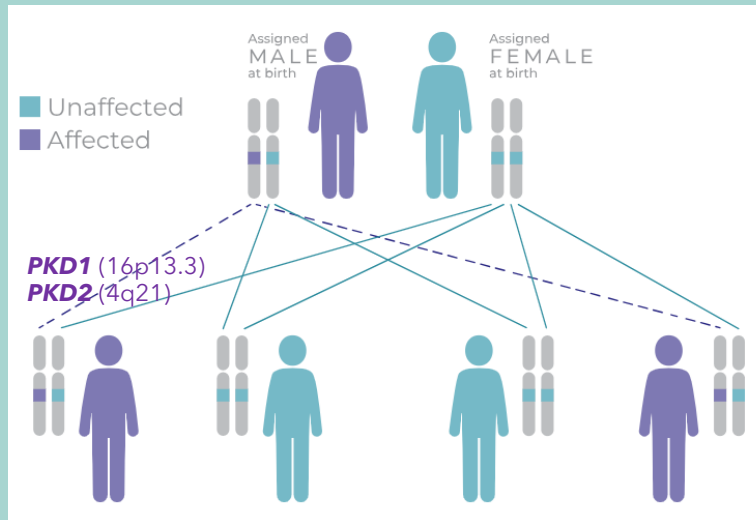 Assigned
MALE
at birth
Assigned
FEMALE
at birth
Unaffected
Affected
PKD1 (16p13.3)
PKD2 (4q21)